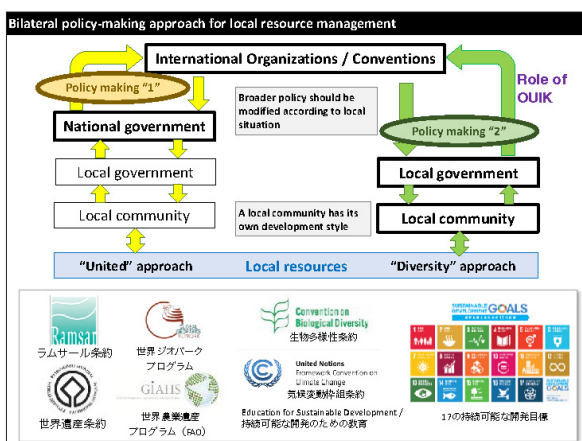 Bilateral policy-making approach for local resource management
International Organizations / Conventions
Policy making “1”
Role of
OUIK
Broader policy should be
modified according to local
situation
Policy making “2”
National government
Local government
Local government
Local community
A local community has its
own development style
Local community
“United” approach
Local resources
“Diversity” approach
Ramsar
ラムサール条約
世界ジオパーク
プログラム
Convention on
Biological Diversity
生物多様性条約
SUSTAINABLE
DEVELOPMENT
GOALS
世界遺産条約
GIAHS
世界農業遺産
プログラム（FAO）
United Nations
Framework Convention on
Climate Change
気候変動枠組条約
Education for Sustainable Development /
持続可能な開発のための教育
17の持続可能な開発目標